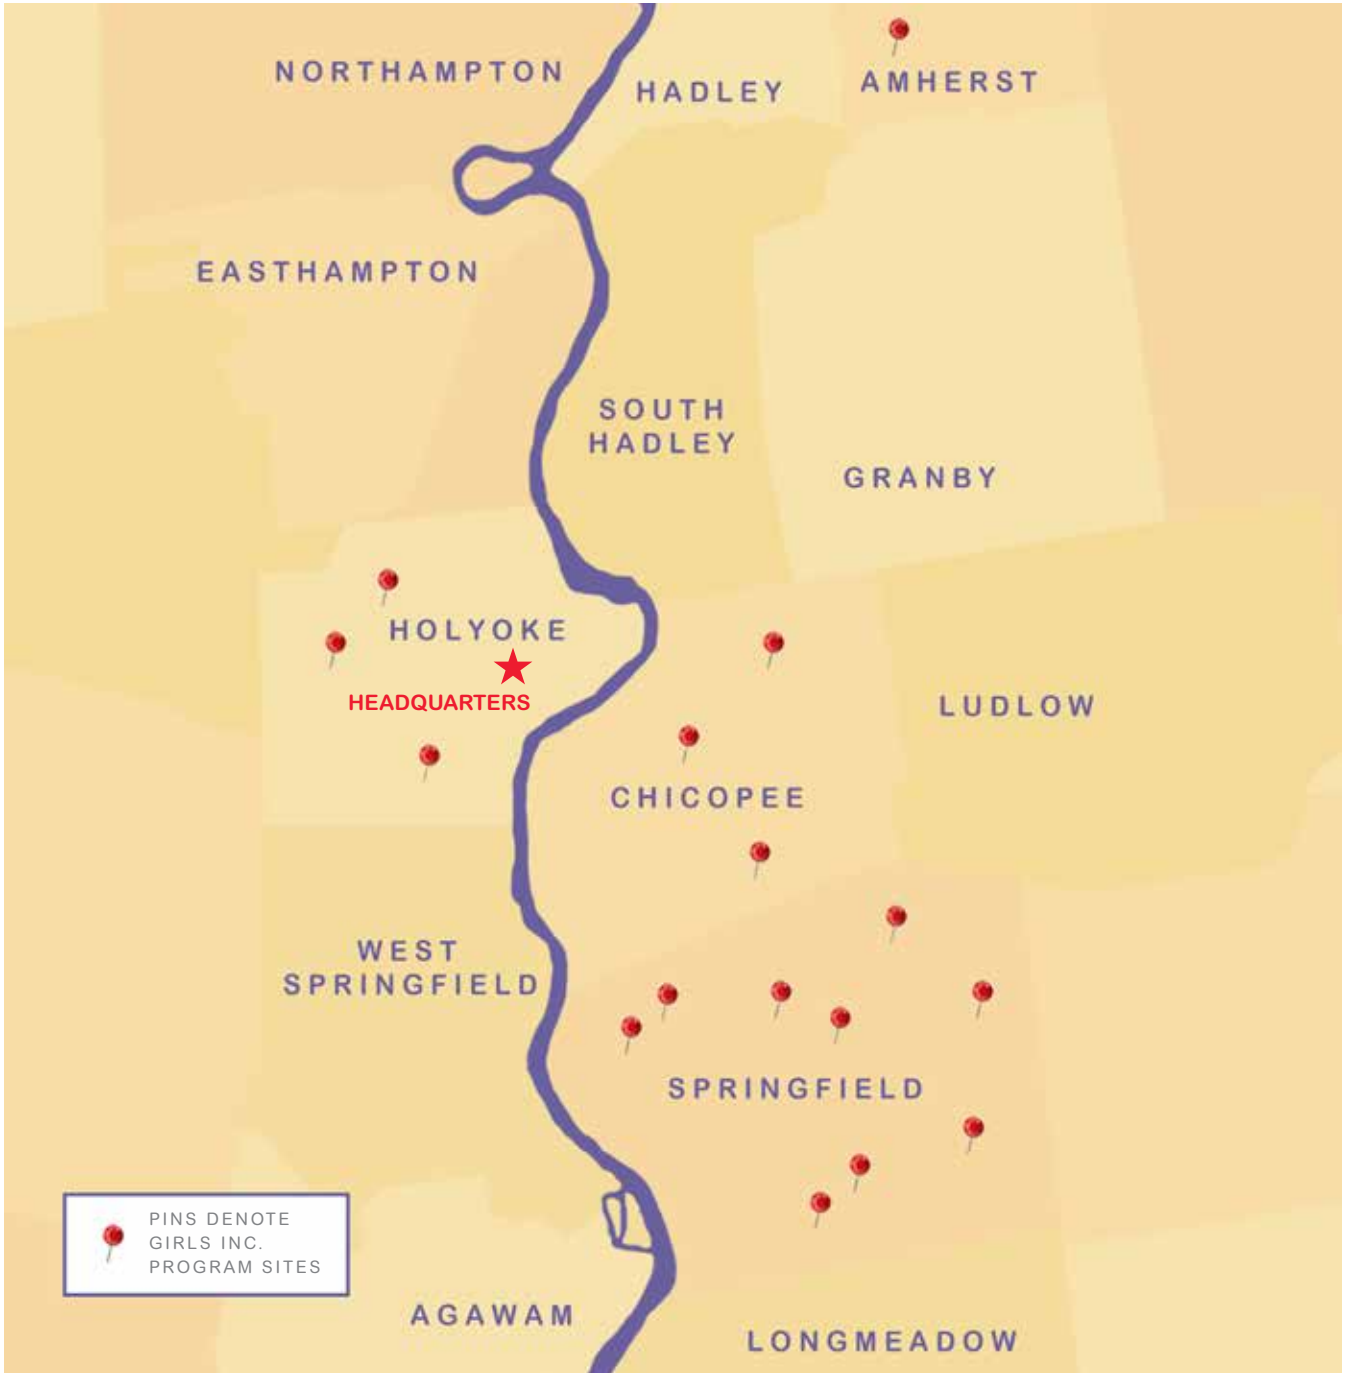 NORTHAMPTON
HADLEY
AMHERST
EASTHAMPTON
SOUTH
HADLEY
GRANBY
HOLYOKE
HEADQUARTERS
LUDLOW
CHICOPEE
WEST
SPRINGFIELD
SPRINGFIELD
PINS DENOTE
GIRLS INC.
PROGRAM SITES
AGAWAM
LONGMEADOW